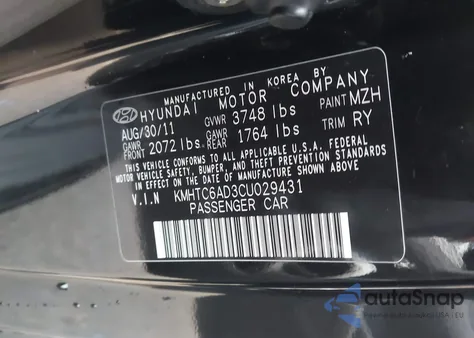 MANUFACTURED IN KOREA BY
HYUNDAI MOTOR COMPANY
AUG/30/11 GVWR 3748 lbs PAINT MZH
GAWR FRONT 2072 lbs GAWR REAR 1764 lbs TRIM RY
THIS VEHICLE CONFORMS TO ALL APPLICABLE U.S.A. FEDERAL
MOTOR VEHICLE SAFETY, BUMPER, AND THEFT PREVENTION
STANDARDS IN EFFECT ON THE DATE OF MANUFACTURE SHOWN ABOVE.
V.I.N KMHTC6AD3CU029431
PASSENGER CAR
autaSnap